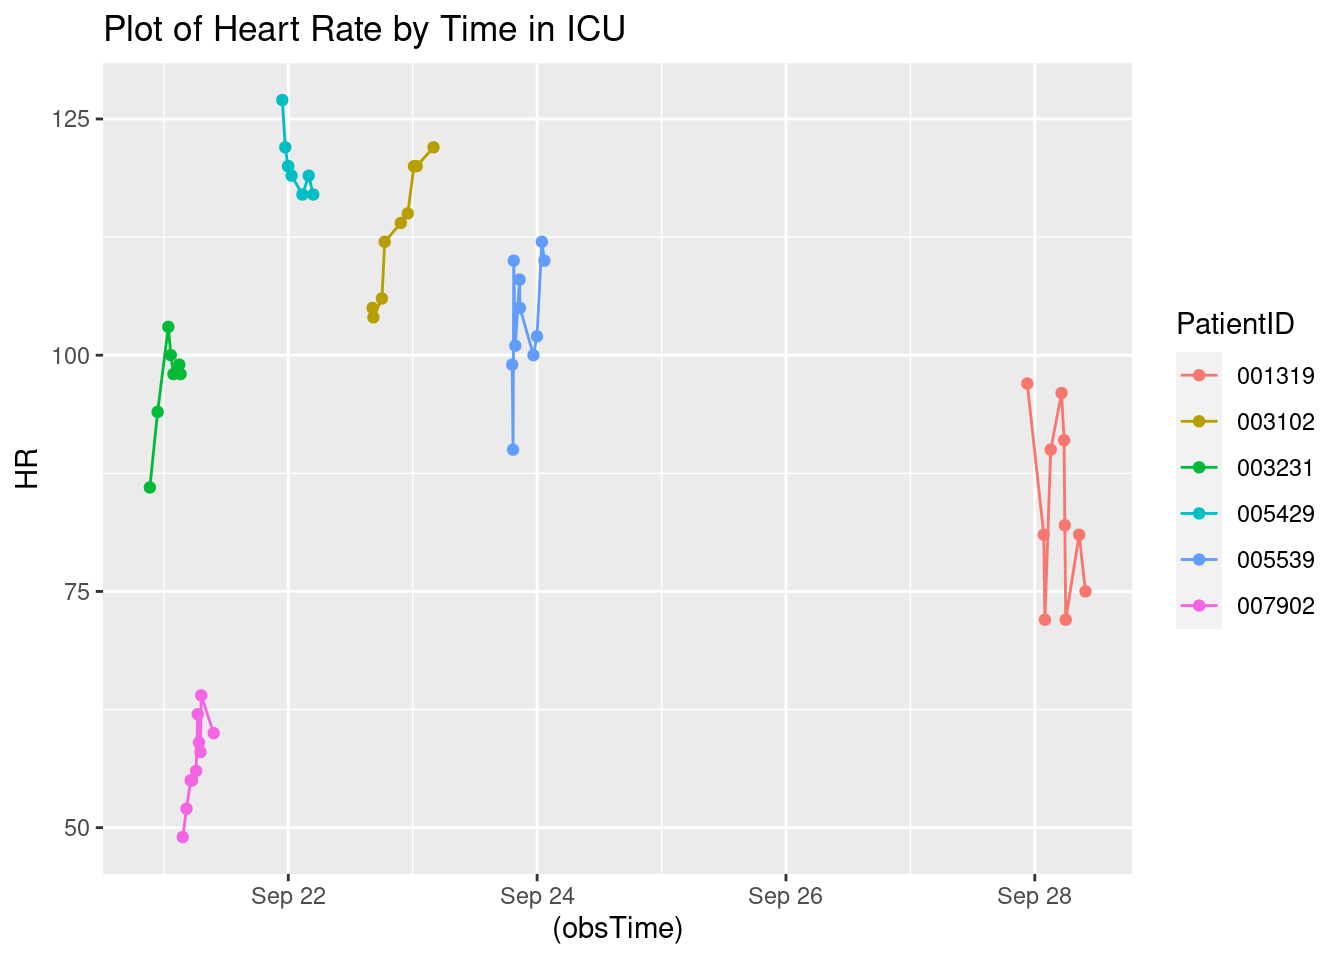 Plot of Heart Rate by Time in ICU
125
100
75
50
HR
Sep 22
Sep 24
Sep 26
Sep 28
(obsTime)
PatientID
001319
003102
003231
005429
005539
007902